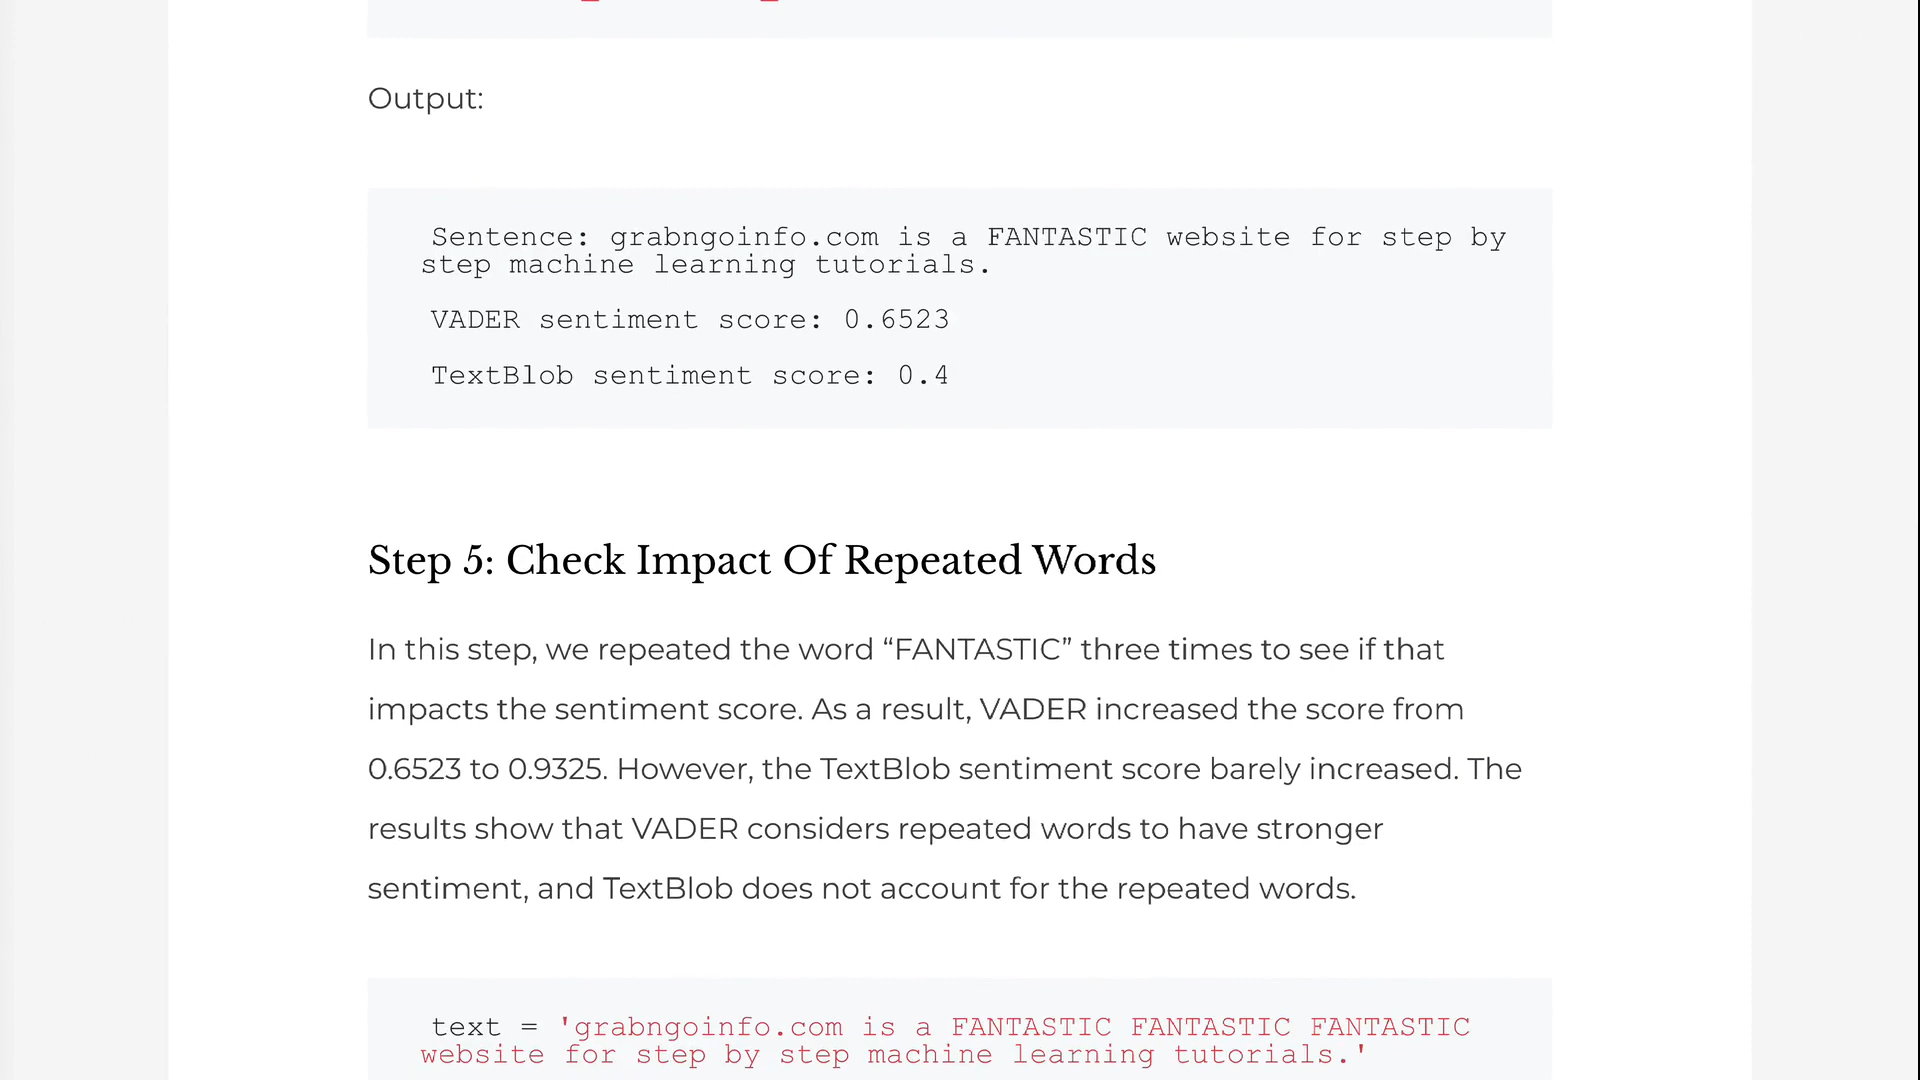 Output:
Sentence: grabngoinfo.com is a FANTASTIC website for step by
step machine learning tutorials.
VADER sentiment score: 0.6523
TextBlob sentiment score: 0.4
Step 5: Check Impact Of Repeated Words
In this step, we repeated the word “FANTASTIC” three times to see if that
impacts the sentiment score. As a result, VADER increased the score from
0.6523 to 0.9325. However, the TextBlob sentiment score barely increased. The
results show that VADER considers repeated words to have stronger
sentiment, and TextBlob does not account for the repeated words.
text = 'grabngoinfo.com is a FANTASTIC FANTASTIC FANTASTIC
website for step by step machine learning tutorials.'